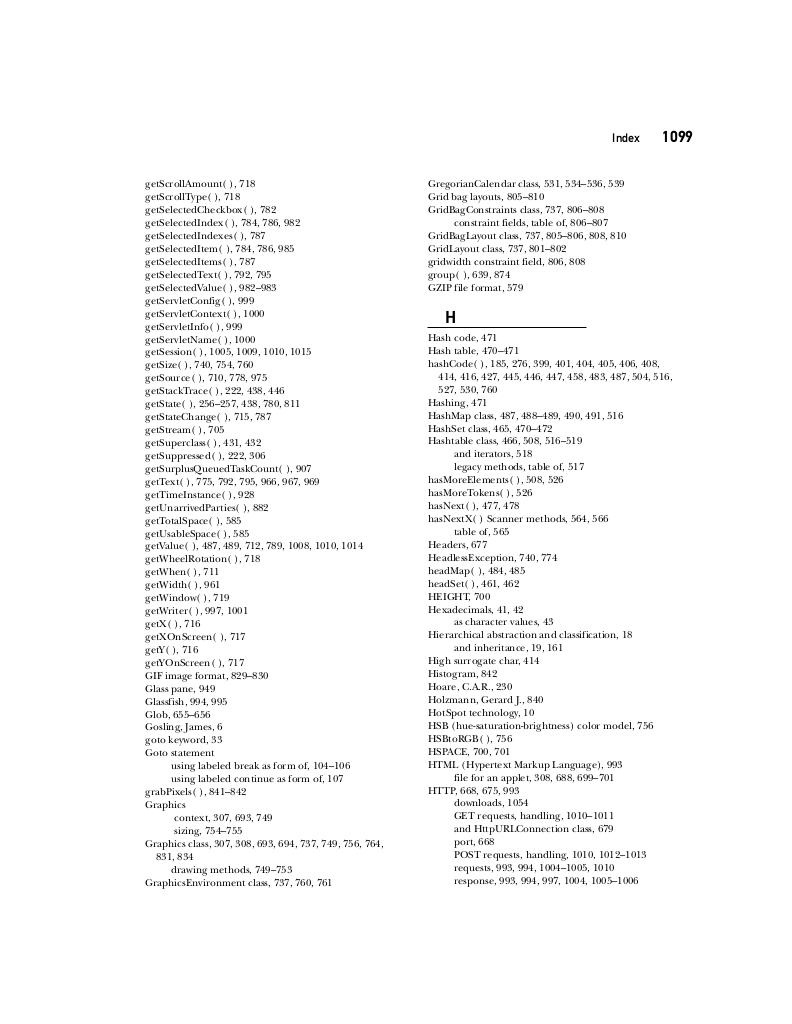 Index 1099
getScrollAmount( ), 718
getScrollType( ), 718
getSelectedCheckbox( ), 782
getSelectedIndex( ), 784, 786, 982
getSelectedIndexes( ), 787
getSelectedItem( ), 784, 786, 985
getSelectedItems( ), 787
getSelectedText( ), 792, 795
getSelectedValue( ), 982–983
getServletConfig( ), 999
getServletContext( ), 1000
getServletInfo( ), 999
getServletName( ), 1000
getSession( ), 1005, 1009, 1010, 1015
getSize( ), 740, 754, 760
getSource( ), 710, 778, 975
getStackTrace( ), 222, 438, 446
getState( ), 256–257, 438, 780, 811
getStateChange( ), 715, 787
getStream( ), 705
getSuperclass( ), 431, 432
getSuppressed( ), 222, 306
getSurplusQueuedTaskCount( ), 907
getText( ), 775, 792, 795, 966, 967, 969
getTimeInstance( ), 928
getUnarrivedParties( ), 882
getTotalSpace( ), 585
getUsableSpace( ), 585
getValue( ), 487, 489, 712, 789, 1008, 1010, 1014
getWheelRotation( ), 718
getWhen( ), 711
getWidth( ), 961
getWindow( ), 719
getWriter( ), 997, 1001
getX( ), 716
getXOnScreen( ), 717
getY( ), 716
getYOnScreen( ), 717
GIF image format, 829–830
Glass pane, 949
Glassfish, 994, 995
Glob, 655–656
Gosling, James, 6
goto keyword, 33
Goto statement
using labeled break as form of, 104–106
using labeled continue as form of, 107
grabPixels( ), 841–842
Graphics
context, 307, 693, 749
sizing, 754–755
Graphics class, 307, 308, 693, 694, 737, 749, 756, 764,
831, 834
drawing methods, 749–753
GraphicsEnvironment class, 737, 760, 761
GregorianCalendar class, 531, 534–536, 539
Grid bag layouts, 805–810
GridBagConstraints class, 737, 806–808
constraint fields, table of, 806–807
GridBagLayout class, 737, 805–806, 808, 810
GridLayout class, 737, 801–802
gridwidth constraint field, 806, 808
group( ), 639, 874
GZIP file format, 579
H
Hash code, 471
Hash table, 470–471
hashCode( ), 185, 276, 399, 401, 404, 405, 406, 408,
414, 416, 427, 445, 446, 447, 458, 483, 487, 504, 516,
527, 530, 760
Hashing, 471
HashMap class, 487, 488–489, 490, 491, 516
HashSet class, 465, 470–472
Hashtable class, 466, 508, 516–519
and iterators, 518
legacy methods, table of, 517
hasMoreElements( ), 508, 526
hasMoreTokens( ), 526
hasNext( ), 477, 478
hasNextX( ) Scanner methods, 564, 566
table of, 565
Headers, 677
HeadlessException, 740, 774
headMap( ), 484, 485
headSet( ), 461, 462
HEIGHT, 700
Hexadecimals, 41, 42
as character values, 43
Hierarchical abstraction and classification, 18
and inheritance, 19, 161
High surrogate char, 414
Histogram, 842
Hoare, C.A.R., 230
Holzmann, Gerard J., 840
HotSpot technology, 10
HSB (hue-saturation-brightness) color model, 756
HSBtoRGB( ), 756
HSPACE, 700, 701
HTML (Hypertext Markup Language), 993
file for an applet, 308, 688, 699–701
HTTP, 668, 675, 993
downloads, 1054
GET requests, handling, 1010–1011
and HttpURLConnection class, 679
port, 668
POST requests, handling, 1010, 1012–1013
requests, 993, 994, 1004–1005, 1010
response, 993, 994, 997, 1004, 1005–1006